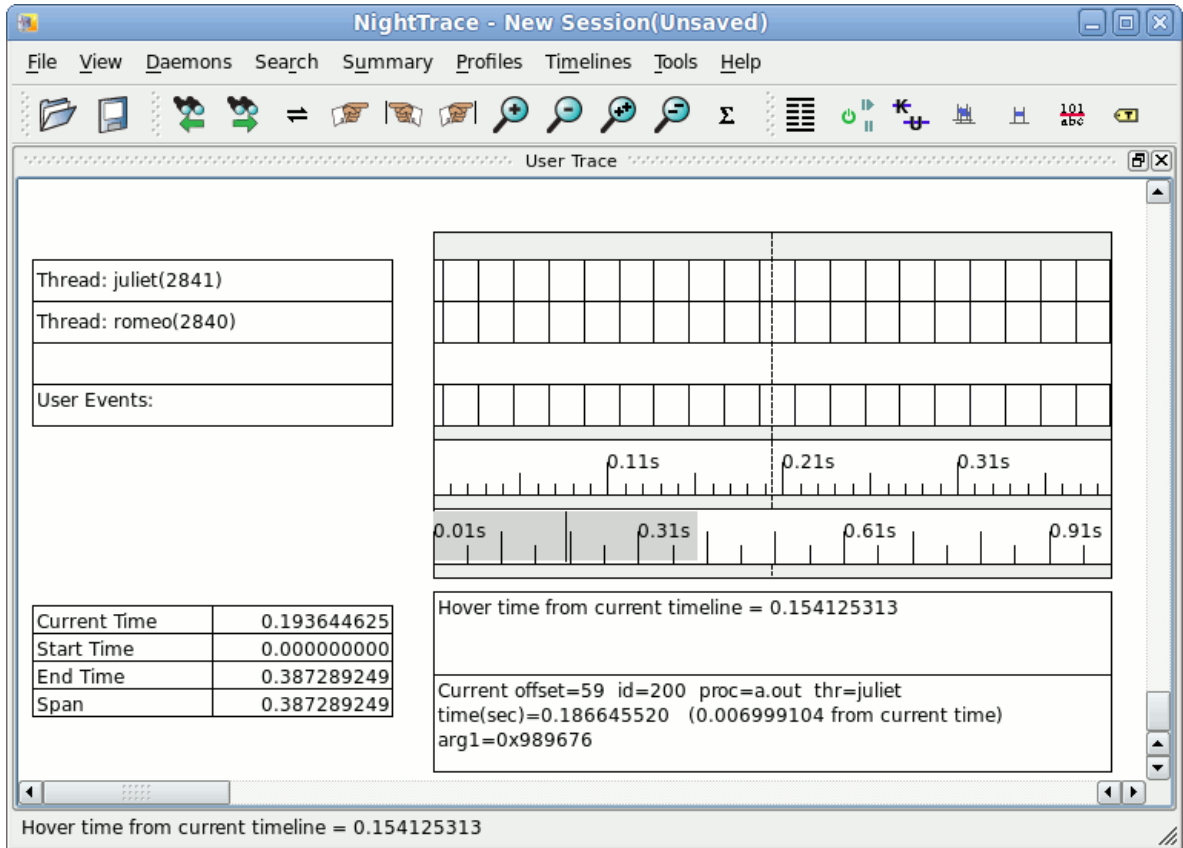 NightTrace - New Session(Unsaved)
File View Daemons Search Summary Profiles Timelines Tools Help
Σ 101 abc T
User Trace
Thread: juliet(2841)
Thread: romeo(2840)
User Events:
0.11s 0.21s 0.31s
0.01s 0.31s 0.61s 0.91s
Current Time 0.193644625
Start Time 0.000000000
End Time 0.387289249
Span 0.387289249
Hover time from current timeline = 0.154125313
Current offset=59 id=200 proc=a.out thr=juliet
time(sec)=0.186645520 (0.006999104 from current time)
arg1=0x989676
Hover time from current timeline = 0.154125313